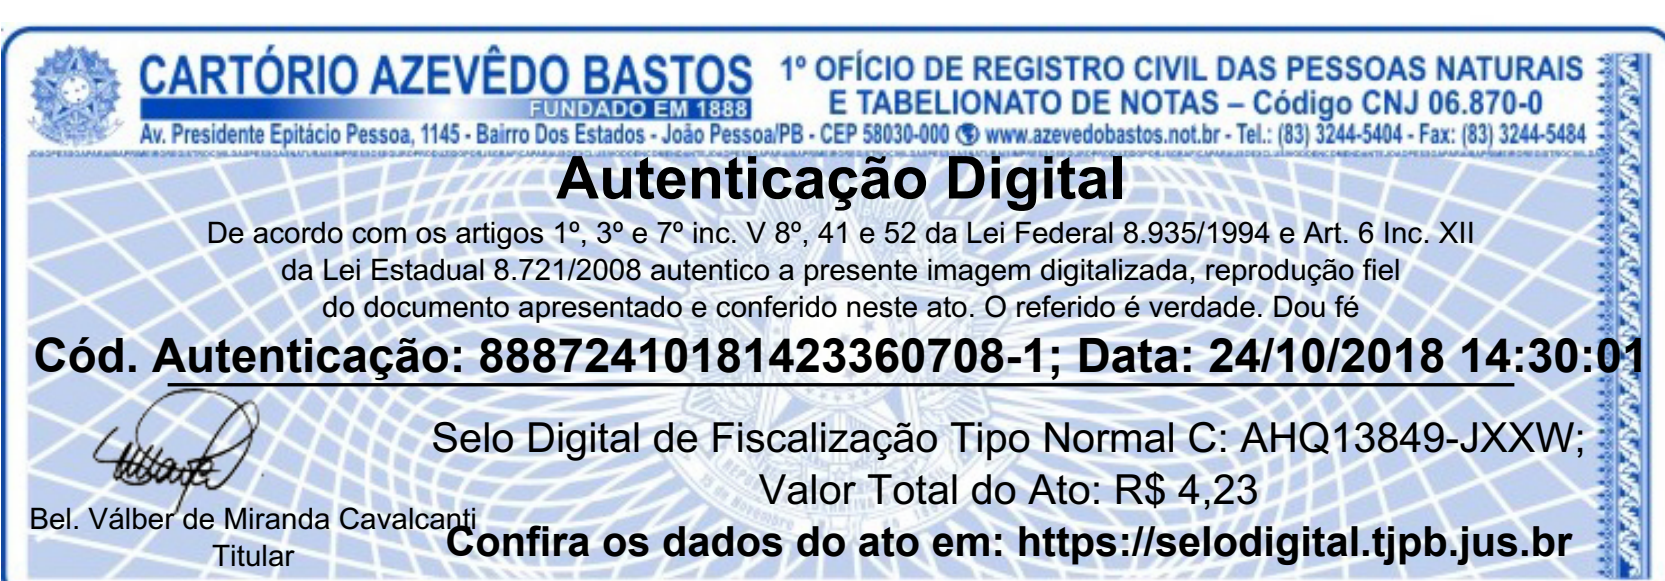 CARTÓRIO AZEVÊDO BASTOS
FUNDADO EM 1888
1º OFÍCIO DE REGISTRO CIVIL DAS PESSOAS NATURAIS
E TABELIONATO DE NOTAS – Código CNJ 06.870-0
Av. Presidente Epitácio Pessoa, 1145 - Bairro Dos Estados - João Pessoa/PB - CEP 58030-000 www.azevedobastos.not.br - Tel.: (83) 3244-5404 - Fax: (83) 3244-5484
Autenticação Digital
De acordo com os artigos 1º, 3º e 7º inc. V 8º, 41 e 52 da Lei Federal 8.935/1994 e Art. 6 Inc. XII
da Lei Estadual 8.721/2008 autentico a presente imagem digitalizada, reprodução fiel
do documento apresentado e conferido neste ato. O referido é verdade. Dou fé
Cód. Autenticação: 88872410181423360708-1; Data: 24/10/2018 14:30:01
Selo Digital de Fiscalização Tipo Normal C: AHQ13849-JXXW;
Valor Total do Ato: R$ 4,23
Bel. Válber de Miranda Cavalcanti
Titular
Confira os dados do ato em: https://selodigital.tjpb.jus.br